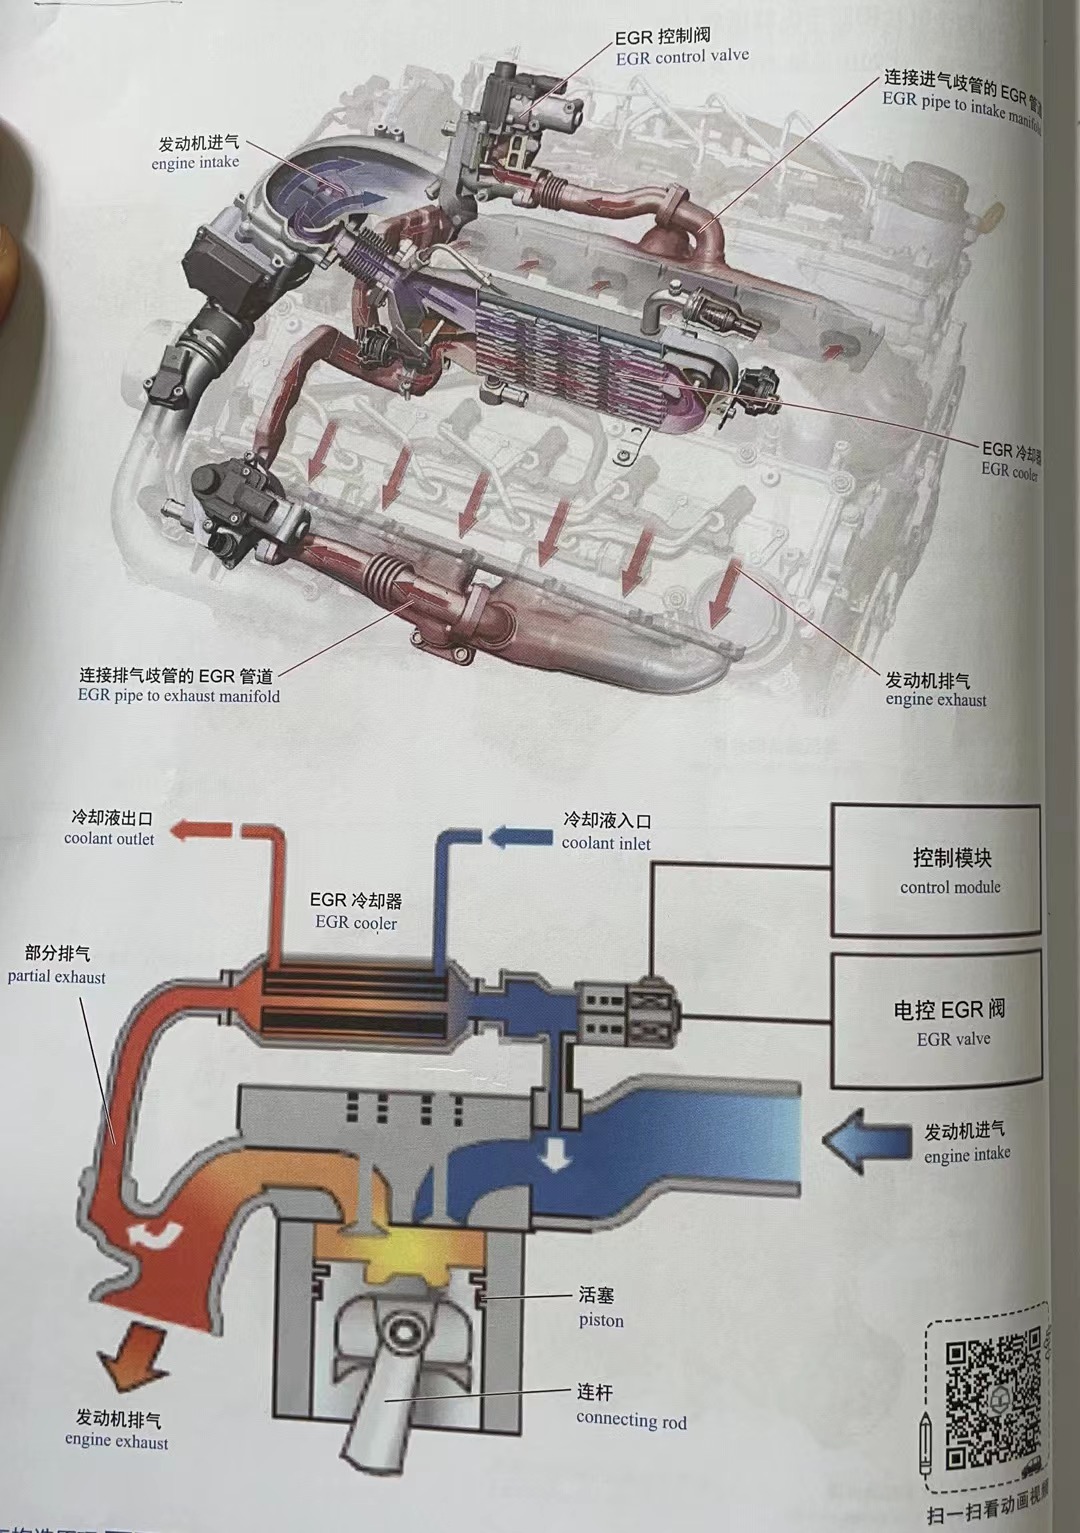 EGR 控制阀
EGR control valve
连接进气歧管的 EGR 管道
EGR pipe to intake manifold
发动机进气
engine intake
EGR 冷却器
EGR cooler
连接排气歧管的 EGR 管道
EGR pipe to exhaust manifold
发动机排气
engine exhaust
冷却液出口
coolant outlet
冷却液入口
coolant inlet
控制模块
control module
EGR 冷却器
EGR cooler
部分排气
partial exhaust
电控 EGR 阀
EGR valve
发动机进气
engine intake
活塞
piston
连杆
connecting rod
发动机排气
engine exhaust
扫一扫看动画视频